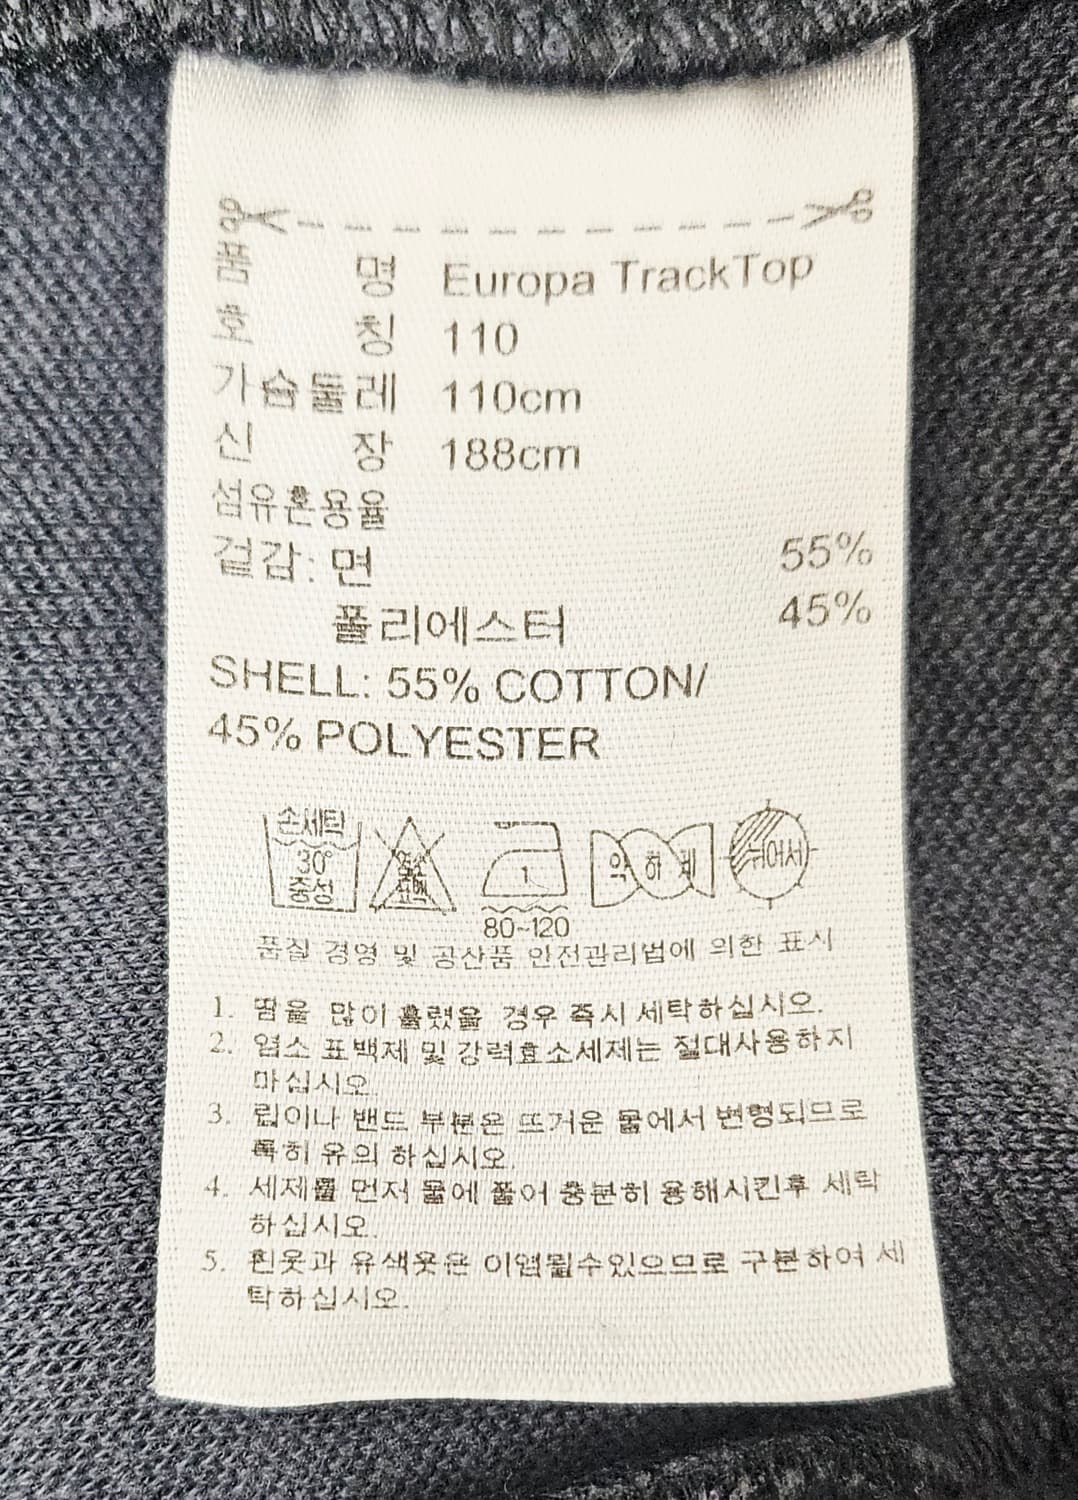 품 명 Europa TrackTop
호 칭 110
가슴둘레 110cm
신 장 188cm
섬유혼용율
겉감: 면 55%
폴리에스터 45%
SHELL: 55% COTTON/
45% POLYESTER
손세탁 30° 중성 염소 표백 1 80~120 약하게 뉘어서
품질 경영 및 공산품 안전관리법에 의한 표시
1. 땀을 많이 흘렸을 경우 즉시 세탁하십시오.
2. 염소 표백제 및 강력효소세제는 절대사용하지
마십시오.
3. 립이나 밴드 부분은 뜨거운 물에서 변형되므로
특히 유의 하십시오.
4. 세제를 먼저 물에 풀어 충분히 용해시킨후 세탁
하십시오.
5. 흰옷과 유색옷은 이염될수있으므로 구분하여 세
탁하십시오.